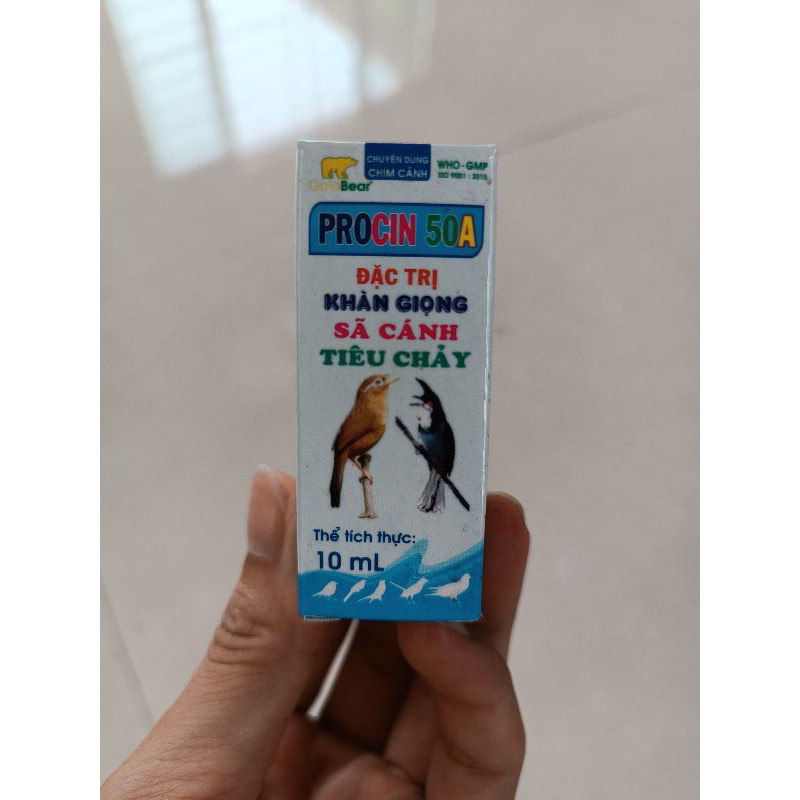 GoldBear
CHUYÊN DÙNG
CHIM CẢNH
WHO-GMP
ISO 9001 : 2015
PROCIN 50A
ĐẶC TRỊ
KHÀN GIỌNG
SÃ CÁNH
TIÊU CHẢY
Thể tích thực:
10 mL